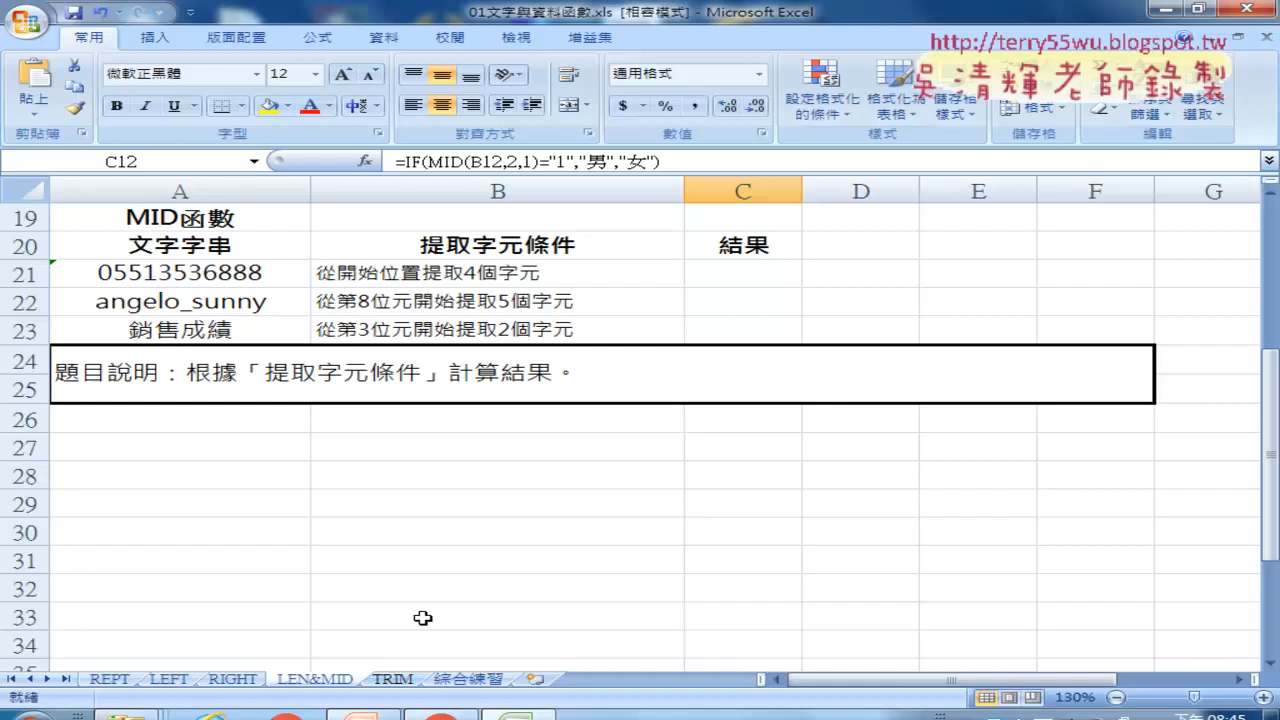 01文字與資料函數.xls [相容模式] - Microsoft Excel
常用 插入 版面配置 公式 資料 校閱 檢視 增益集
http://terry55wu.blogspot.tw
吳清輝老師錄製
貼上 微軟正黑體 12 通用格式 設定格式化的條件 格式化為表格 儲存格樣式 格式 篩選 選取
剪貼簿 字型 對齊方式 數值 樣式 儲存格 編輯
C12 fx =IF(MID(B12,2,1)="1","男","女")
A B C D E F G
19 MID函數
20 文字字串 提取字元條件 結果
21 05513536888 從開始位置提取4個字元
22 angelo_sunny 從第8位元開始提取5個字元
23 銷售成績 從第3位元開始提取2個字元
24 題目說明：根據「提取字元條件」計算結果。
25
26
27
28
29
30
31
32
33
34
REPT LEFT RIGHT LEN&MID TRIM 綜合練習
就緒 130%
下午 08:45